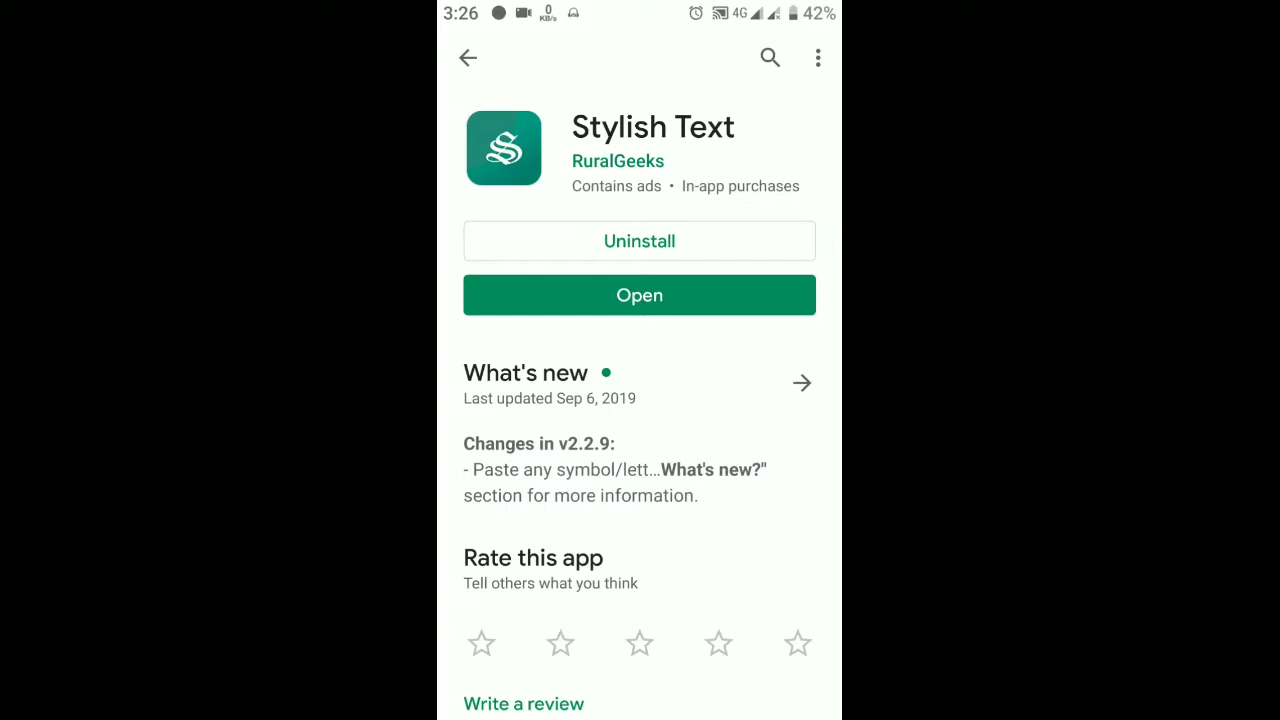 3:26 0 KB/s 4G 42%
Stylish Text
S
RuralGeeks
Contains ads • In-app purchases
Uninstall
Open
What's new
Last updated Sep 6, 2019
Changes in v2.2.9:
- Paste any symbol/lett…What's new?"
section for more information.
Rate this app
Tell others what you think
Write a review